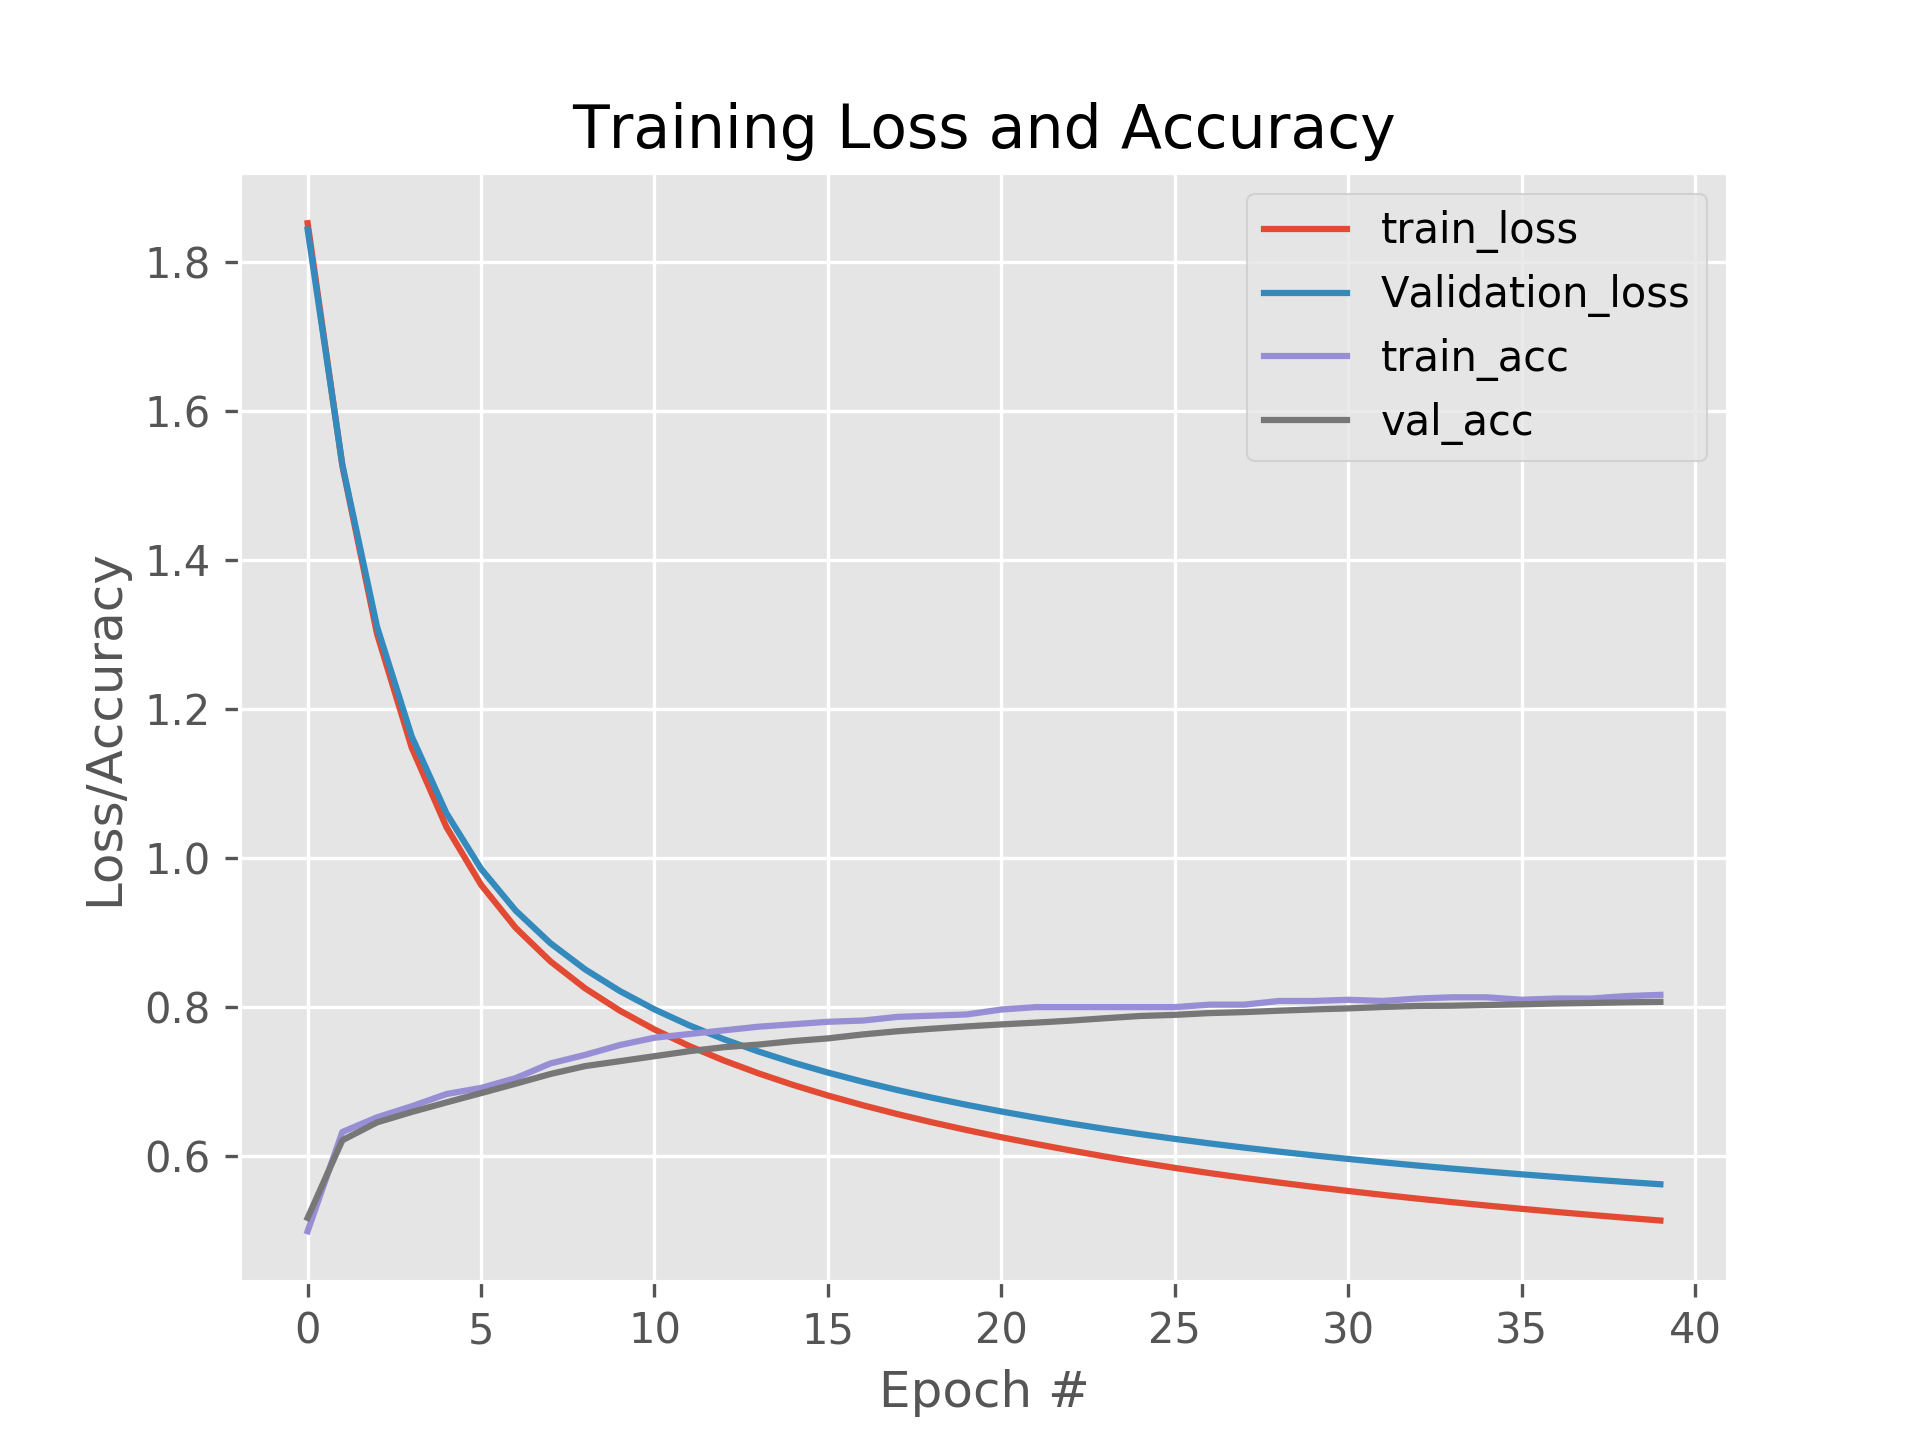 Training Loss and Accuracy
train_loss
Validation_loss
train_acc
val_acc
Loss/Accuracy
1.8
1.6
1.4
1.2
1.0
0.8
0.6
0 5 10 15 20 25 30 35 40
Epoch #